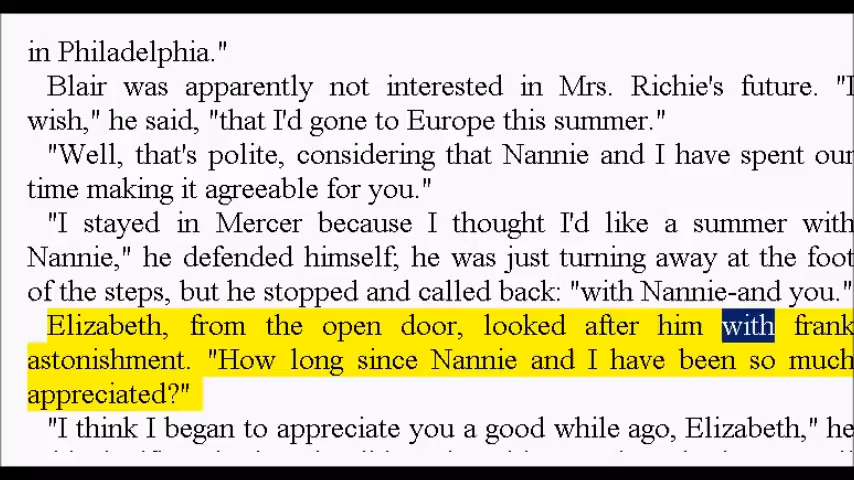 in Philadelphia."
Blair was apparently not interested in Mrs. Richie's future. "I
wish," he said, "that I'd gone to Europe this summer."
"Well, that's polite, considering that Nannie and I have spent our
time making it agreeable for you."
"I stayed in Mercer because I thought I'd like a summer with
Nannie," he defended himself; he was just turning away at the foot
of the steps, but he stopped and called back: "with Nannie-and you."
Elizabeth, from the open door, looked after him with frank
astonishment. "How long since Nannie and I have been so much
appreciated?"
"I think I began to appreciate you a good while ago, Elizabeth," he